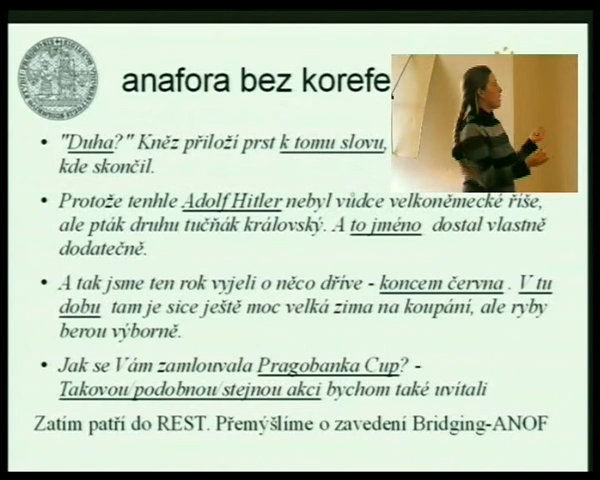 anafora bez korefe
• "Duha?" Kněz přiloží prst k tomu slovu,
kde skončil.
• Protože tenhle Adolf Hitler nebyl vůdce velkoněmecké říše,
ale pták druhu tučňák královský. A to jméno dostal vlastně
dodatečně.
• A tak jsme ten rok vyjeli o něco dříve - koncem června . V tu
dobu tam je sice ještě moc velká zima na koupání, ale ryby
berou výborně.
• Jak se Vám zamlouvala Pragobanka Cup? -
Takovou/podobnou/stejnou akci bychom také uvítali
Zatím patří do REST. Přemýšlíme o zavedení Bridging-ANOF